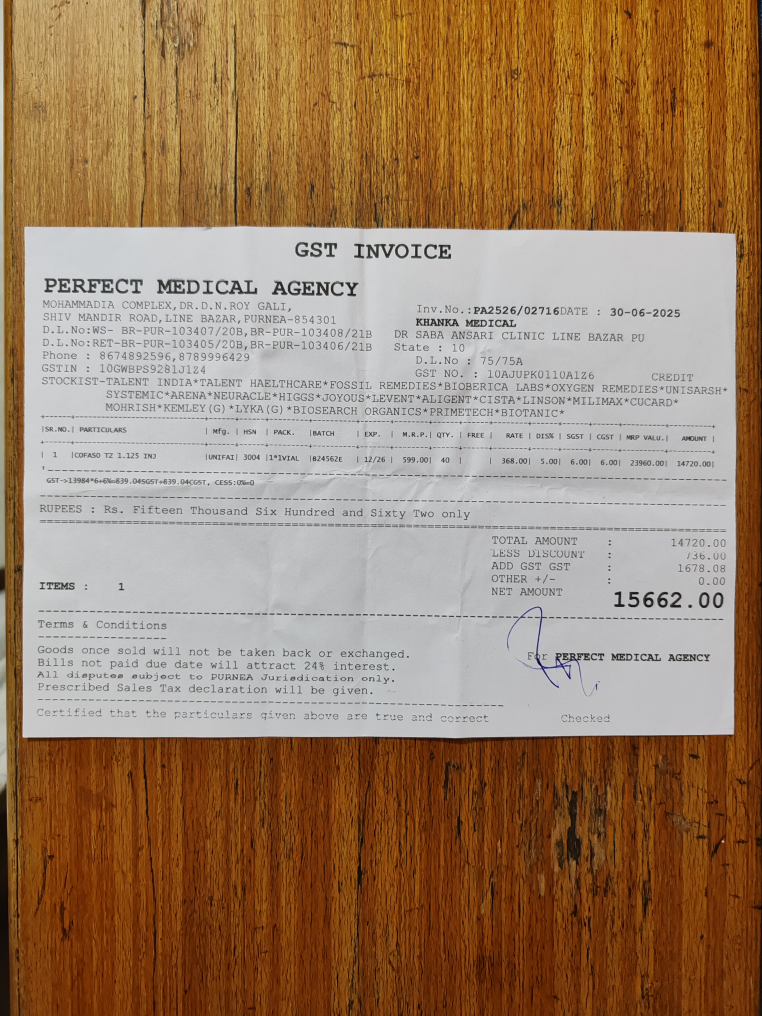 GST INVOICE
PERFECT MEDICAL AGENCY
MOHAMMADIA COMPLEX,DR.D.N.ROY GALI,
SHIV MANDIR ROAD,LINE BAZAR,PURNEA-854301
D.L.No:WS- BR-PUR-103407/20B,BR-PUR-103408/21B
D.L.No:RET-BR-PUR-103405/20B,BR-PUR-103406/21B
Phone : 8674892596,8789996429
GSTIN : 10GWBPS9281J1Z4
Inv.No.:PA2526/02716DATE : 30-06-2025
KHANKA MEDICAL
DR SABA ANSARI CLINIC LINE BAZAR PU
State : 10
D.L.No : 75/75A
GST NO. : 10AJUPK0110A1Z6 CREDIT
STOCKIST-TALENT INDIA*TALENT HAELTHCARE*FOSSIL REMEDIES*BIOBERICA LABS*OXYGEN REMEDIES*UNISARSH*
SYSTEMIC*ARENA*NEURACLE*HIGGS*JOYOUS*LEVENT*ALIGENT*CISTA*LINSON*MILIMAX*CUCARD*
MOHRISH*KEMLEY(G)*LYKA(G)*BIOSEARCH ORGANICS*PRIMETECH*BIOTANIC*
|SR.NO.| PARTICULARS | Mfg. | HSN | PACK. |BATCH | EXP. | M.R.P.| QTY. | FREE | RATE | DIS% | SGST | CGST | MRP VALU.| AMOUNT |
| 1 |COFASO T2 1.125 INJ |UNIFAI| 3004 |1*1VIAL |B24562E | 12/26 | 599.00| 40 | | 368.00| 5.00| 6.00| 6.00| 23960.00| 14720.00|
GST->13984*6+6%=839.04SGST+839.04CGST, CESS:0%=0
RUPEES : Rs. Fifteen Thousand Six Hundred and Sixty Two only
TOTAL AMOUNT : 14720.00
LESS DISCOUNT : 736.00
ADD GST GST : 1678.08
OTHER +/- : 0.00
NET AMOUNT 15662.00
ITEMS : 1
Terms & Conditions
Goods once sold will not be taken back or exchanged.
Bills not paid due date will attract 24% interest.
All disputes subject to PURNEA Jurisdication only.
Prescribed Sales Tax declaration will be given.
For PERFECT MEDICAL AGENCY
Certified that the particulars given above are true and correct Checked